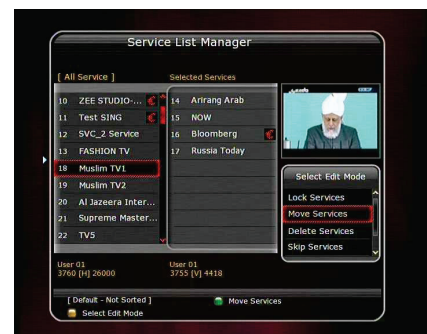 Service List Manager
[ All Service ]
Selected Services
10 ZEE STUDIO-...
11 Test SING
12 SVC_2 Service
13 FASHION TV
18 Muslim TV1
19 Muslim TV2
20 Al Jazeera Inter...
21 Supreme Master...
22 TV5
14 Arirang Arab
15 NOW
16 Bloomberg
17 Russia Today
Select Edit Mode
Lock Services
Move Services
Delete Services
Skip Services
User 01
3760 [H] 26000
User 01
3755 [V] 4418
[ Default - Not Sorted ]
Move Services
Select Edit Mode